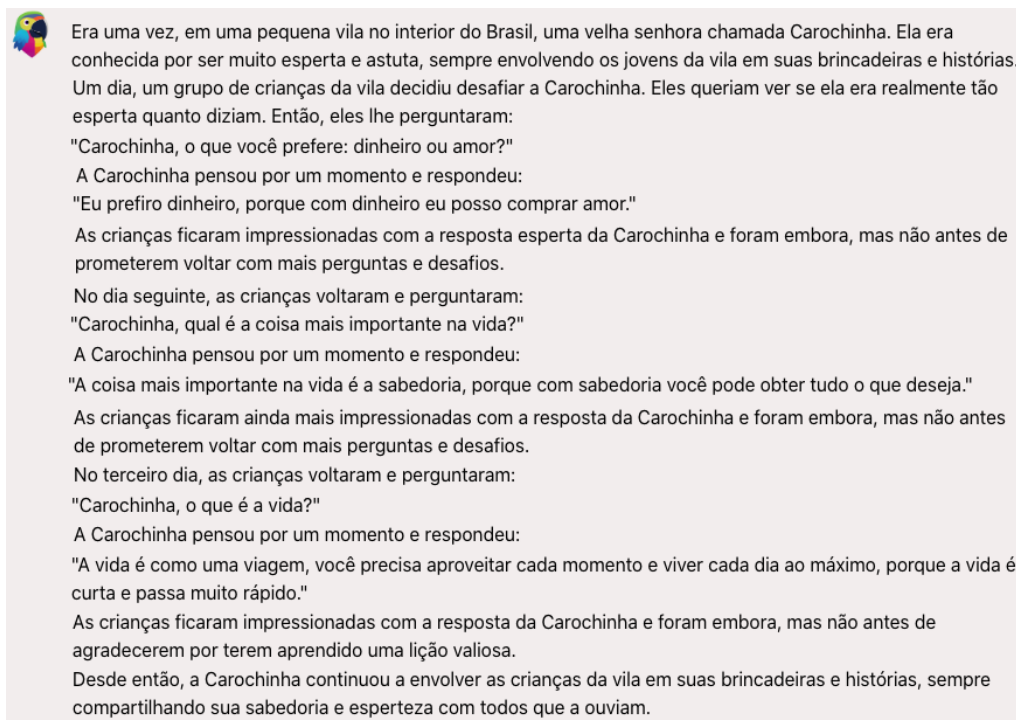 Era uma vez, em uma pequena vila no interior do Brasil, uma velha senhora chamada Carochinha. Ela era
conhecida por ser muito esperta e astuta, sempre envolvendo os jovens da vila em suas brincadeiras e histórias.
Um dia, um grupo de crianças da vila decidiu desafiar a Carochinha. Eles queriam ver se ela era realmente tão
esperta quanto diziam. Então, eles lhe perguntaram:
"Carochinha, o que você prefere: dinheiro ou amor?"
A Carochinha pensou por um momento e respondeu:
"Eu prefiro dinheiro, porque com dinheiro eu posso comprar amor."
As crianças ficaram impressionadas com a resposta esperta da Carochinha e foram embora, mas não antes de
prometerem voltar com mais perguntas e desafios.
No dia seguinte, as crianças voltaram e perguntaram:
"Carochinha, qual é a coisa mais importante na vida?"
A Carochinha pensou por um momento e respondeu:
"A coisa mais importante na vida é a sabedoria, porque com sabedoria você pode obter tudo o que deseja."
As crianças ficaram ainda mais impressionadas com a resposta da Carochinha e foram embora, mas não antes
de prometerem voltar com mais perguntas e desafios.
No terceiro dia, as crianças voltaram e perguntaram:
"Carochinha, o que é a vida?"
A Carochinha pensou por um momento e respondeu:
"A vida é como uma viagem, você precisa aproveitar cada momento e viver cada dia ao máximo, porque a vida é
curta e passa muito rápido."
As crianças ficaram impressionadas com a resposta da Carochinha e foram embora, mas não antes de
agradecerem por terem aprendido uma lição valiosa.
Desde então, a Carochinha continuou a envolver as crianças da vila em suas brincadeiras e histórias, sempre
compartilhando sua sabedoria e esperteza com todos que a ouviam.